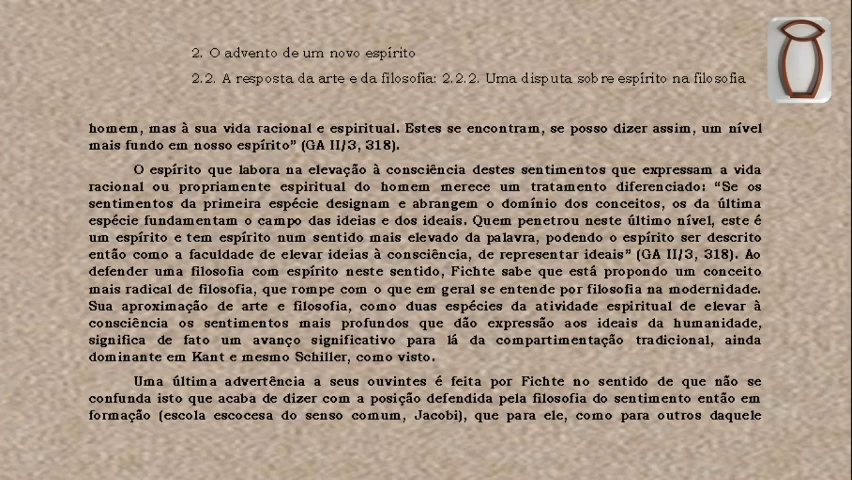 2. O advento de um novo espírito
2.2. A resposta da arte e da filosofia: 2.2.2. Uma disputa sobre espírito na filosofia
homem, mas à sua vida racional e espiritual. Estes se encontram, se posso dizer assim, um nível
mais fundo em nosso espírito” (GA II/3, 318).
O espírito que labora na elevação à consciência destes sentimentos que expressam a vida
racional ou propriamente espiritual do homem merece um tratamento diferenciado: “Se os
sentimentos da primeira espécie designam e abrangem o domínio dos conceitos, os da última
espécie fundamentam o campo das ideias e dos ideais. Quem penetrou neste último nível, este é
um espírito e tem espírito num sentido mais elevado da palavra, podendo o espírito ser descrito
então como a faculdade de elevar ideias à consciência, de representar ideais” (GA II/3, 318). Ao
defender uma filosofia com espírito neste sentido, Fichte sabe que está propondo um conceito
mais radical de filosofia, que rompe com o que em geral se entende por filosofia na modernidade.
Sua aproximação de arte e filosofia, como duas espécies da atividade espiritual de elevar à
consciência os sentimentos mais profundos que dão expressão aos ideais da humanidade,
significa de fato um avanço significativo para lá da compartimentação tradicional, ainda
dominante em Kant e mesmo Schiller, como visto.
Uma última advertência a seus ouvintes é feita por Fichte no sentido de que não se
confunda isto que acaba de dizer com a posição defendida pela filosofia do sentimento então em
formação (escola escocesa do senso comum, Jacobi), que para ele, como para outros daquele